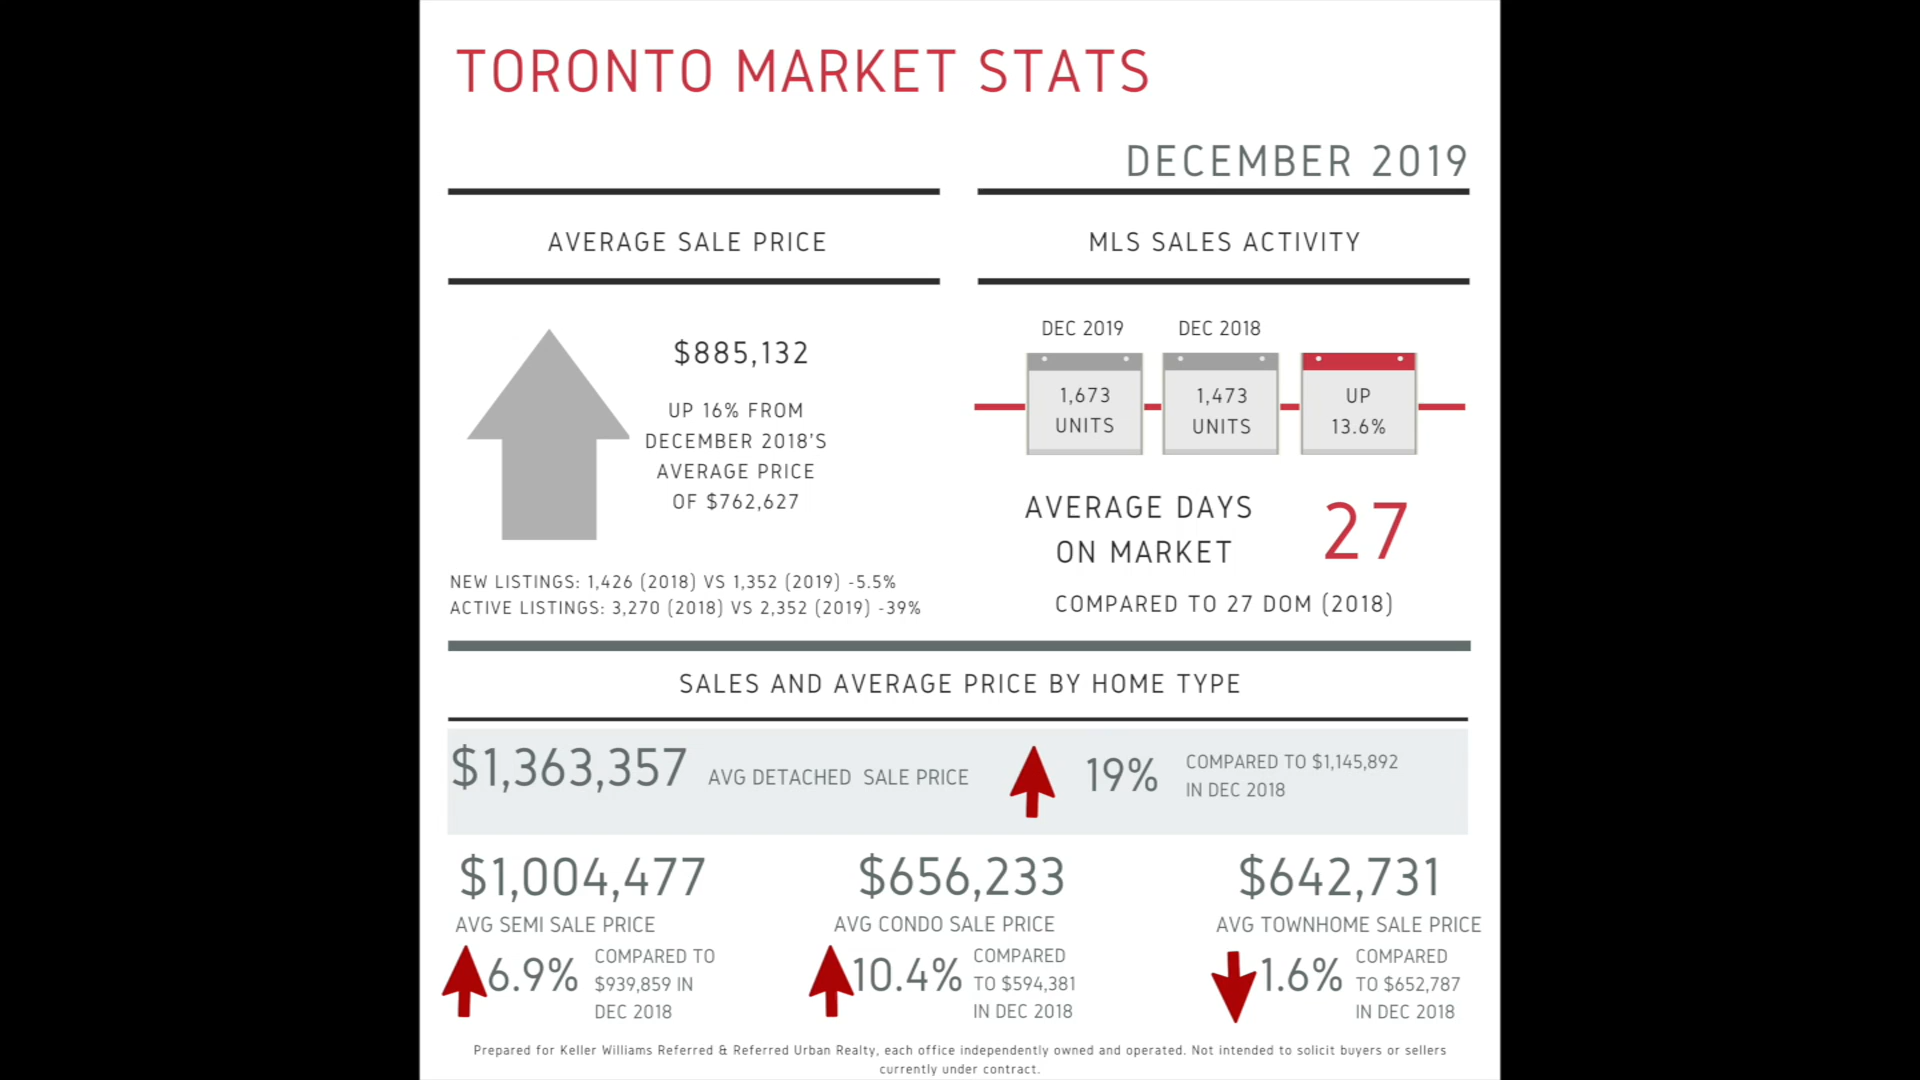 TORONTO MARKET STATS
DECEMBER 2019
AVERAGE SALE PRICE
$885,132
UP 16% FROM
DECEMBER 2018'S
AVERAGE PRICE
OF $762,627
NEW LISTINGS: 1,426 (2018) VS 1,352 (2019) -5.5%
ACTIVE LISTINGS: 3,270 (2018) VS 2,352 (2019) -39%
MLS SALES ACTIVITY
DEC 2019
DEC 2018
1,673
UNITS
1,473
UNITS
UP
13.6%
AVERAGE DAYS
ON MARKET
27
COMPARED TO 27 DOM (2018)
SALES AND AVERAGE PRICE BY HOME TYPE
$1,363,357
AVG DETACHED SALE PRICE
19%
COMPARED TO $1,145,892
IN DEC 2018
$1,004,477
AVG SEMI SALE PRICE
6.9%
COMPARED TO
$939,859 IN
DEC 2018
$656,233
AVG CONDO SALE PRICE
10.4%
COMPARED
TO $594,381
IN DEC 2018
$642,731
AVG TOWNHOME SALE PRICE
1.6%
COMPARED
TO $652,787
IN DEC 2018
Prepared for Keller Williams Referred & Referred Urban Realty, each office independently owned and operated. Not intended to solicit buyers or sellers
currently under contract.